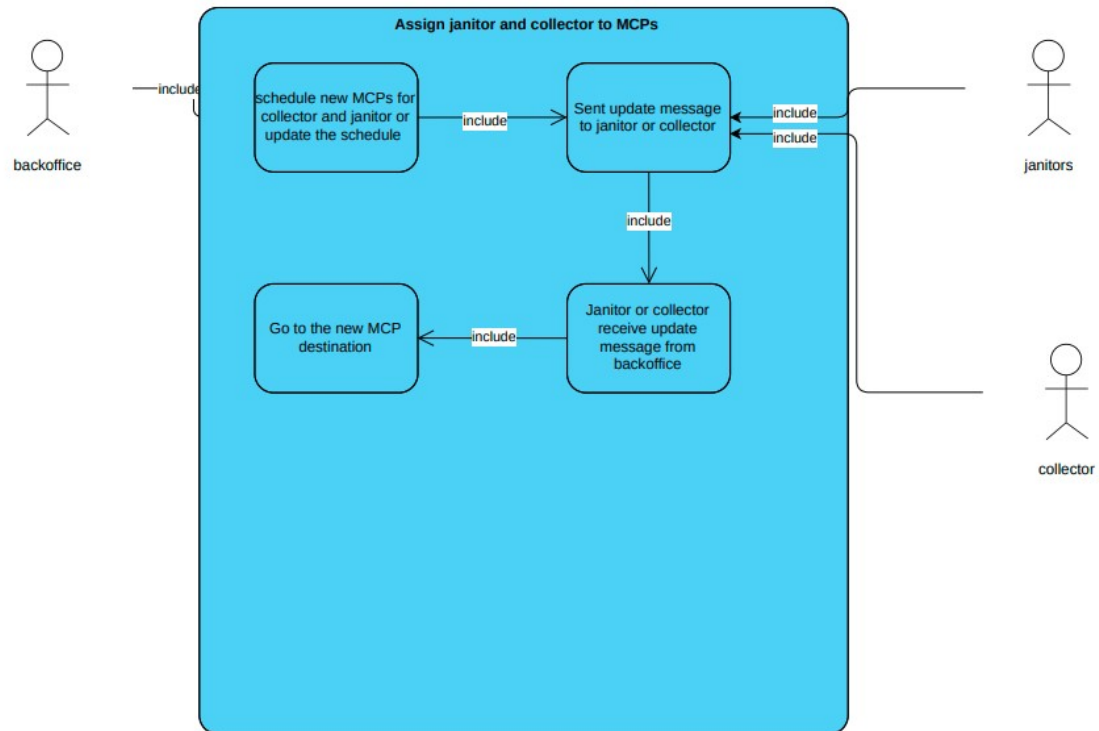 Assign janitor and collector to MCPs
backoffice
include
schedule new MCPs for
collector and janitor or
update the schedule
include
Sent update message
to janitor or collector
include
include
janitors
include
Go to the new MCP
destination
include
Janitor or collector
receive update
message from
backoffice
collector